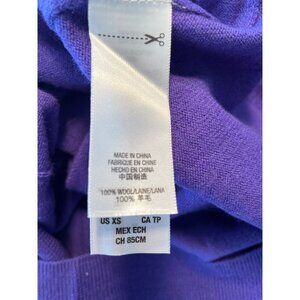 MADE IN CHINA
FABRIQUE EN CHINE
HECHO EN CHINA
中国制造
100% WOOL/LAINE/LANA
100% 羊毛
US XS CA TP
MEX ECH
CH 85CM